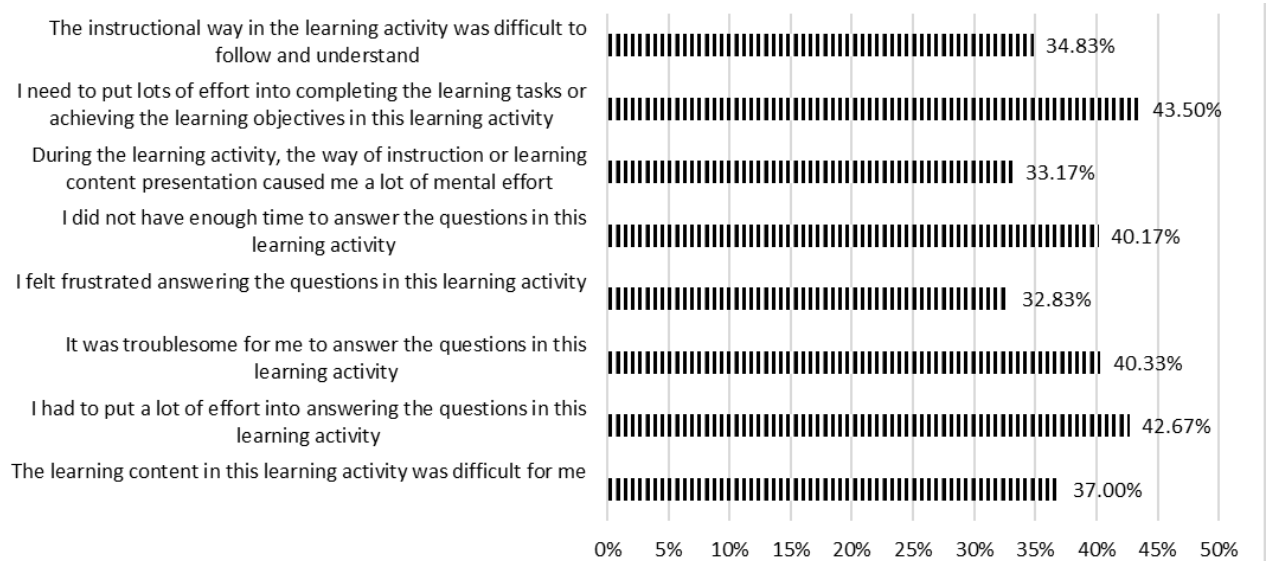 The instructional way in the learning activity was difficult to
follow and understand
34.83%
I need to put lots of effort into completing the learning tasks or
achieving the learning objectives in this learning activity
43.50%
During the learning activity, the way of instruction or learning
content presentation caused me a lot of mental effort
33.17%
I did not have enough time to answer the questions in this
learning activity
40.17%
I felt frustrated answering the questions in this learning activity
32.83%
It was troublesome for me to answer the questions in this
learning activity
40.33%
I had to put a lot of effort into answering the questions in this
learning activity
42.67%
The learning content in this learning activity was difficult for me
37.00%
0% 5% 10% 15% 20% 25% 30% 35% 40% 45% 50%